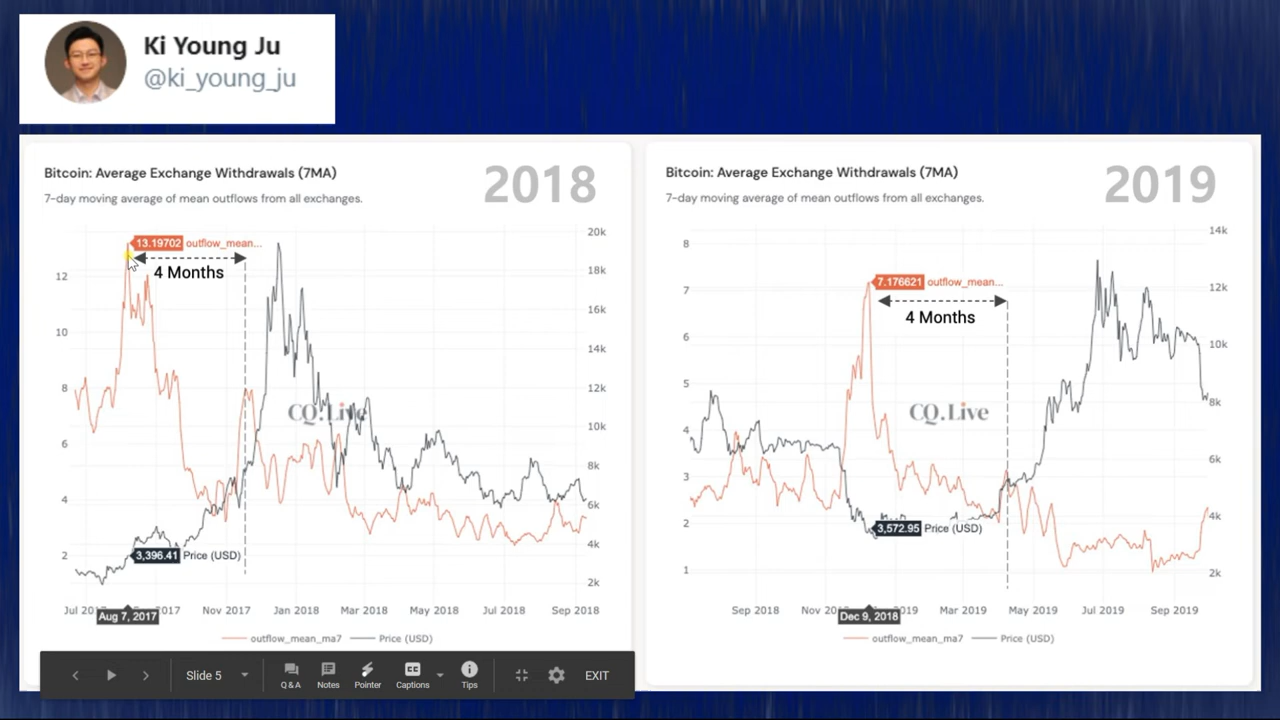 Ki Young Ju
@ki_young_ju
Bitcoin: Average Exchange Withdrawals (7MA)
2018
7-day moving average of mean outflows from all exchanges.
13.19702 outflow_mean...
4 Months
20k
18k
16k
14k
12k
10k
8k
6k
4k
2k
12
10
8
6
4
2
CQ.Live
3,396.41 Price (USD)
Jul 201 2017 Nov 2017 Jan 2018 Mar 2018 May 2018 Jul 2018 Sep 2018
Aug 7, 2017
outflow_mean_ma7 Price (USD)
Bitcoin: Average Exchange Withdrawals (7MA)
2019
7-day moving average of mean outflows from all exchanges.
7.176621 outflow_mean...
4 Months
14k
12k
10k
8k
6k
4k
2k
8
7
6
5
4
3
2
1
CQ.Live
3,572.95 Price (USD)
Sep 2018 Nov 2019 Mar 2019 May 2019 Jul 2019 Sep 2019
Dec 9, 2018
outflow_mean_ma7 Price (USD)
Slide 5
Q & A Notes Pointer Captions Tips
CC
EXIT